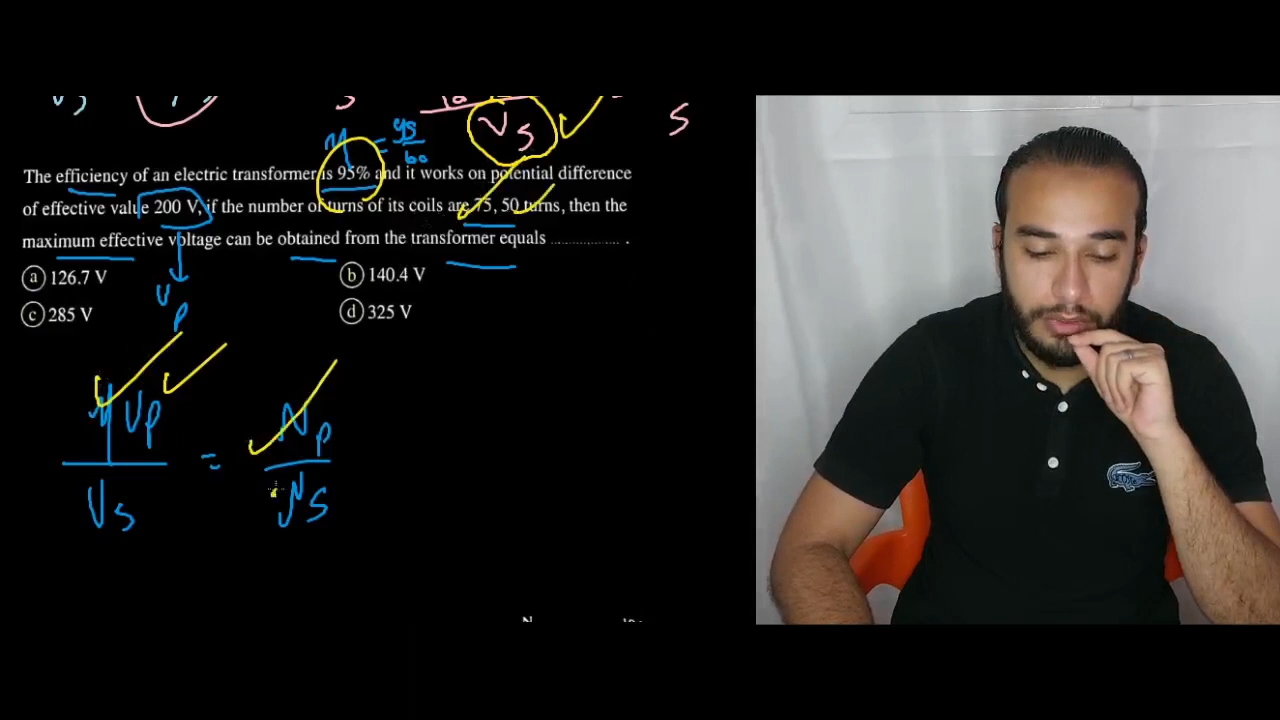 Vs
s
η = 95/100
The efficiency of an electric transformer is 95% and it works on potential difference
of effective value 200 V, if the number of turns of its coils are 75, 50 turns, then the
maximum effective voltage can be obtained from the transformer equals .................. .
ⓐ 126.7 V ⓑ 140.4 V
ⓒ 285 V ⓓ 325 V
Vp
η Vp / Vs = Np / Ns